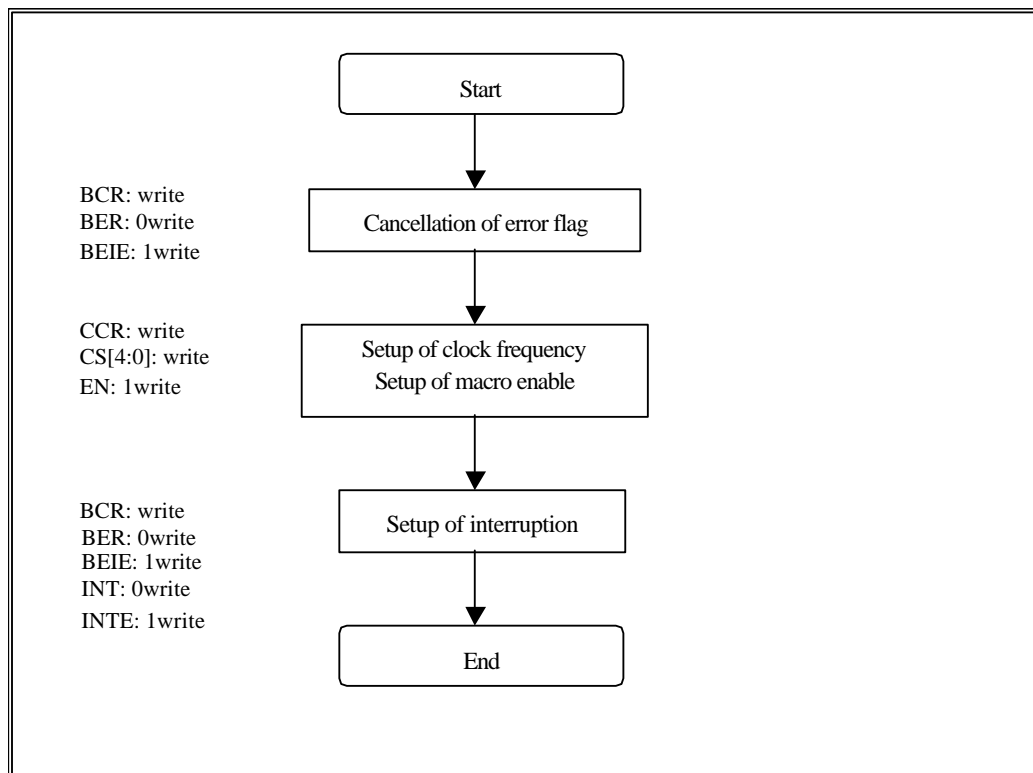 Start
BCR: write
BER: 0write
BEIE: 1write
Cancellation of error flag
CCR: write
CS[4:0]: write
EN: 1write
Setup of clock frequency
Setup of macro enable
BCR: write
BER: 0write
BEIE: 1write
INT: 0write
INTE: 1write
Setup of interruption
End